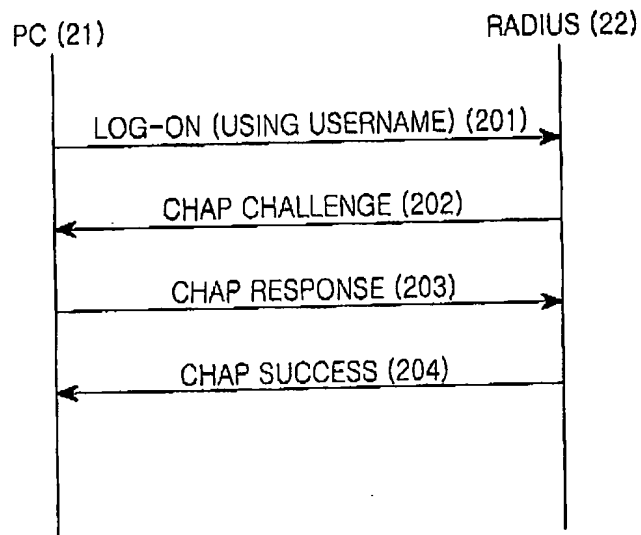 PC (21)
RADIUS (22)
LOG-ON (USING USERNAME) (201)
CHAP CHALLENGE (202)
CHAP RESPONSE (203)
CHAP SUCCESS (204)